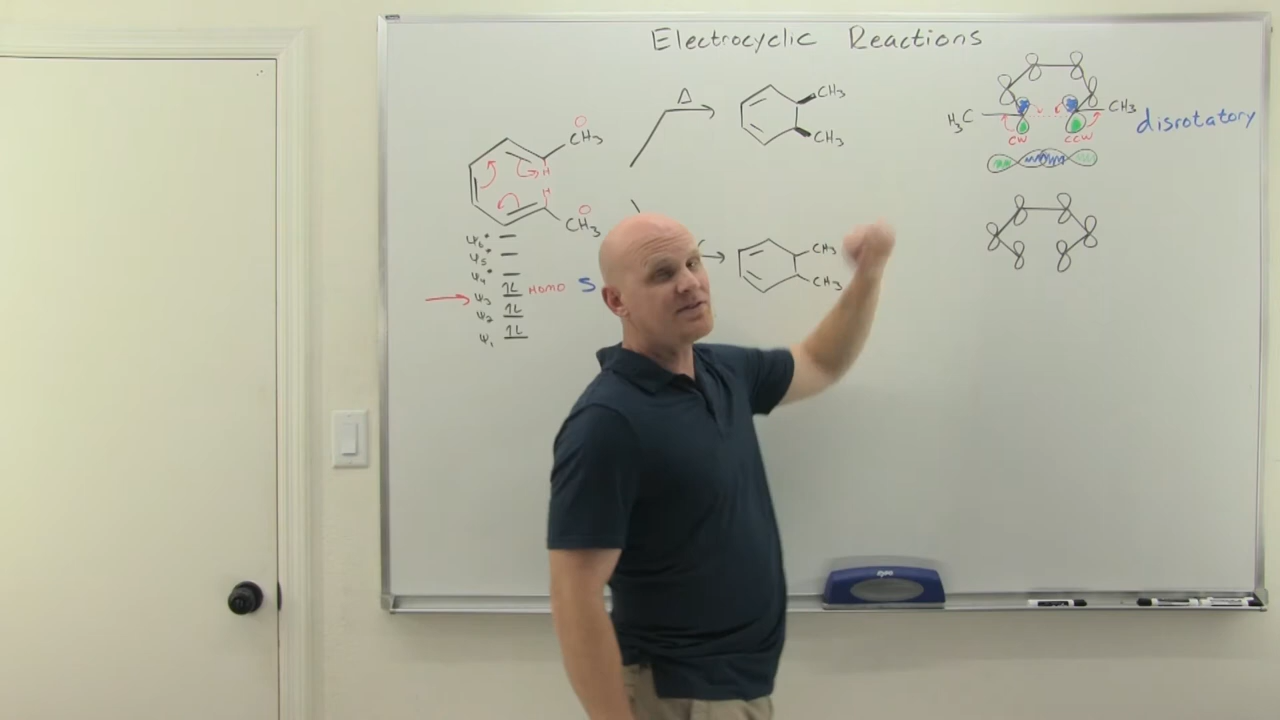 Electrocyclic Reactions
Δ
CH3
CH3
O
CH3
H
H
O
CH3
H3C
CH3
disrotatory
CW
CCW
CH3
CH3
Ψ6*
Ψ5*
Ψ4*
Ψ3 HOMO S
Ψ2
Ψ1